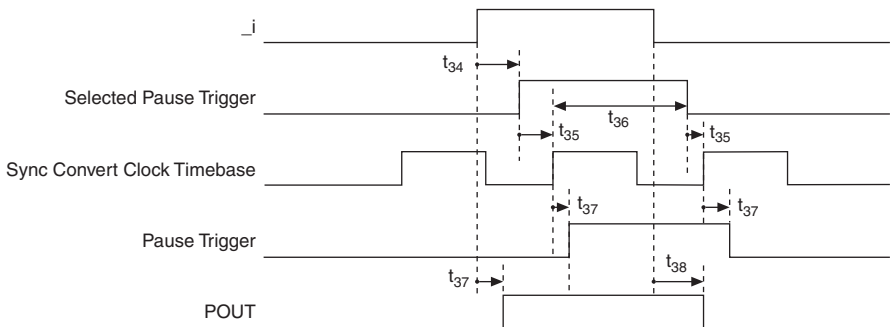 _i
t34
Selected Pause Trigger
t36
t35
t35
Sync Convert Clock Timebase
t37
t37
Pause Trigger
t37
t38
POUT